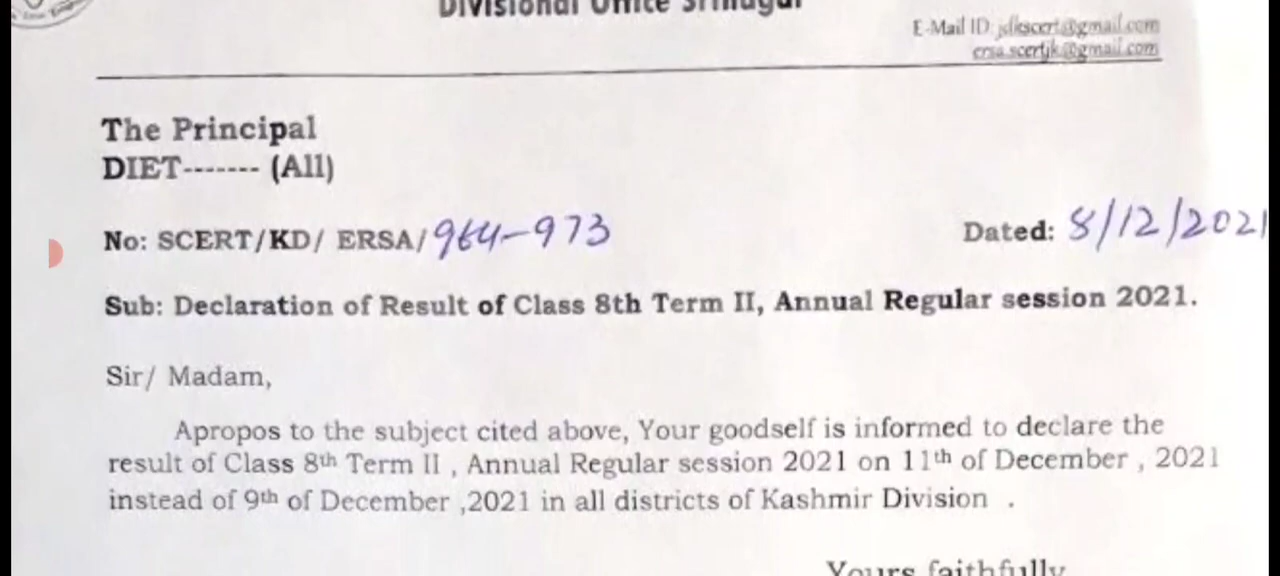 Divisional Office Srinagar
E-Mail ID: jdkscert@gmail.com
ersa.scertjk@gmail.com
The Principal
DIET------- (All)
No: SCERT/KD/ ERSA/964-973
Dated: 8/12/2021
Sub: Declaration of Result of Class 8th Term II, Annual Regular session 2021.
Sir/ Madam,
Apropos to the subject cited above, Your goodself is informed to declare the
result of Class 8th Term II , Annual Regular session 2021 on 11th of December , 2021
instead of 9th of December ,2021 in all districts of Kashmir Division .
Yours faithfully